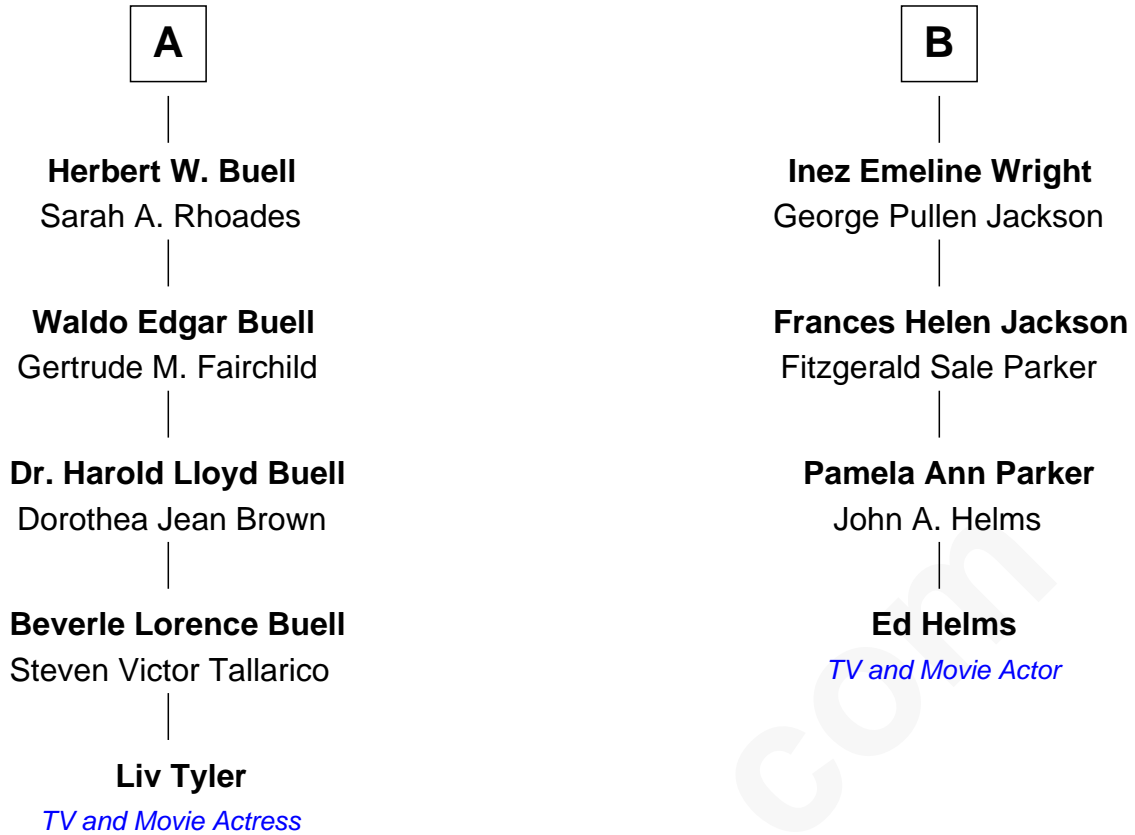 A
Herbert W. Buell
Sarah A. Rhoades
Waldo Edgar Buell
Gertrude M. Fairchild
Dr. Harold Lloyd Buell
Dorothea Jean Brown
Beverle Lorence Buell
Steven Victor Tallarico
Liv Tyler
TV and Movie Actress
B
Inez Emeline Wright
George Pullen Jackson
Frances Helen Jackson
Fitzgerald Sale Parker
Pamela Ann Parker
John A. Helms
Ed Helms
TV and Movie Actor
com